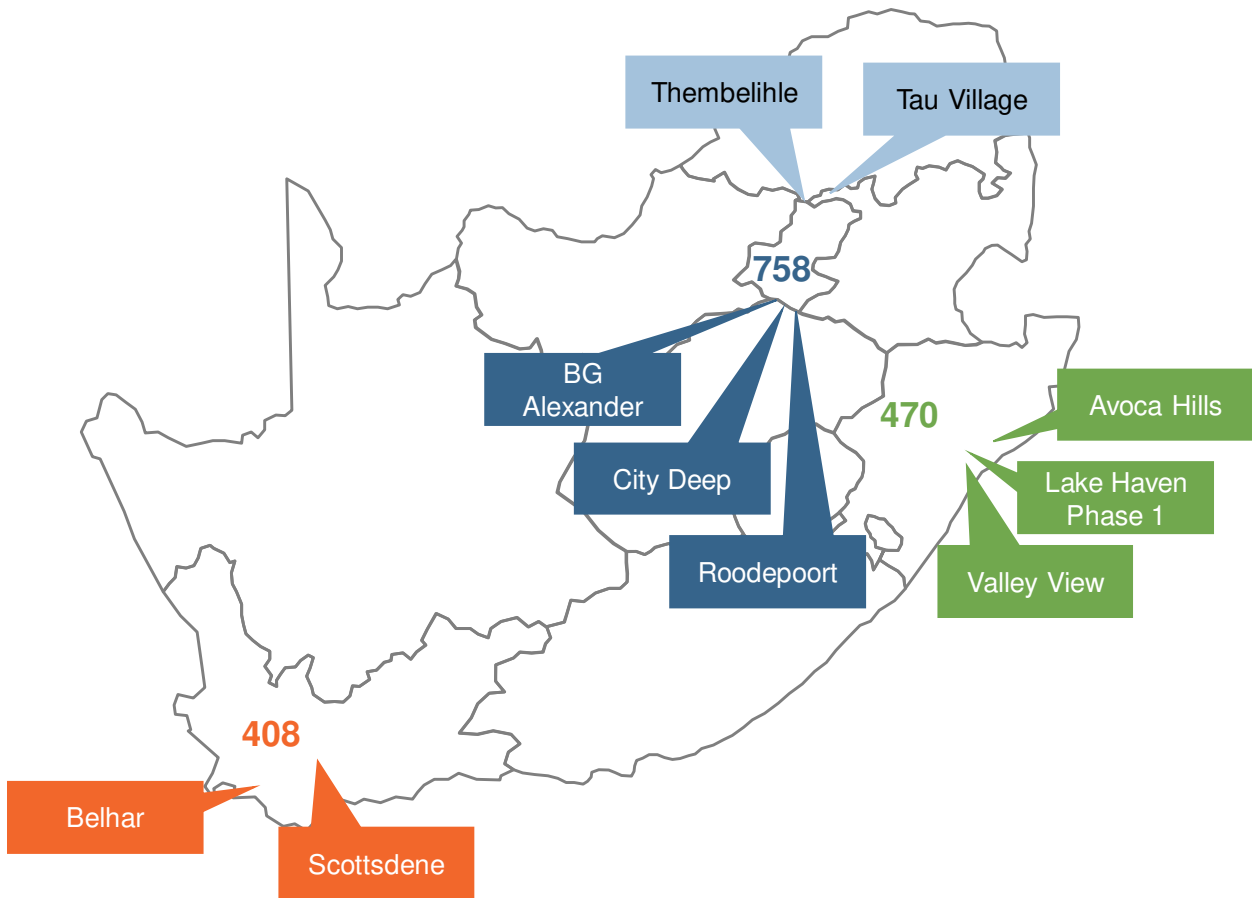 Thembelihle
Tau Village
758
BG
Alexander
470
Avoca Hills
City Deep
Lake Haven
Phase 1
Roodepoort
Valley View
408
Belhar
Scottsdene